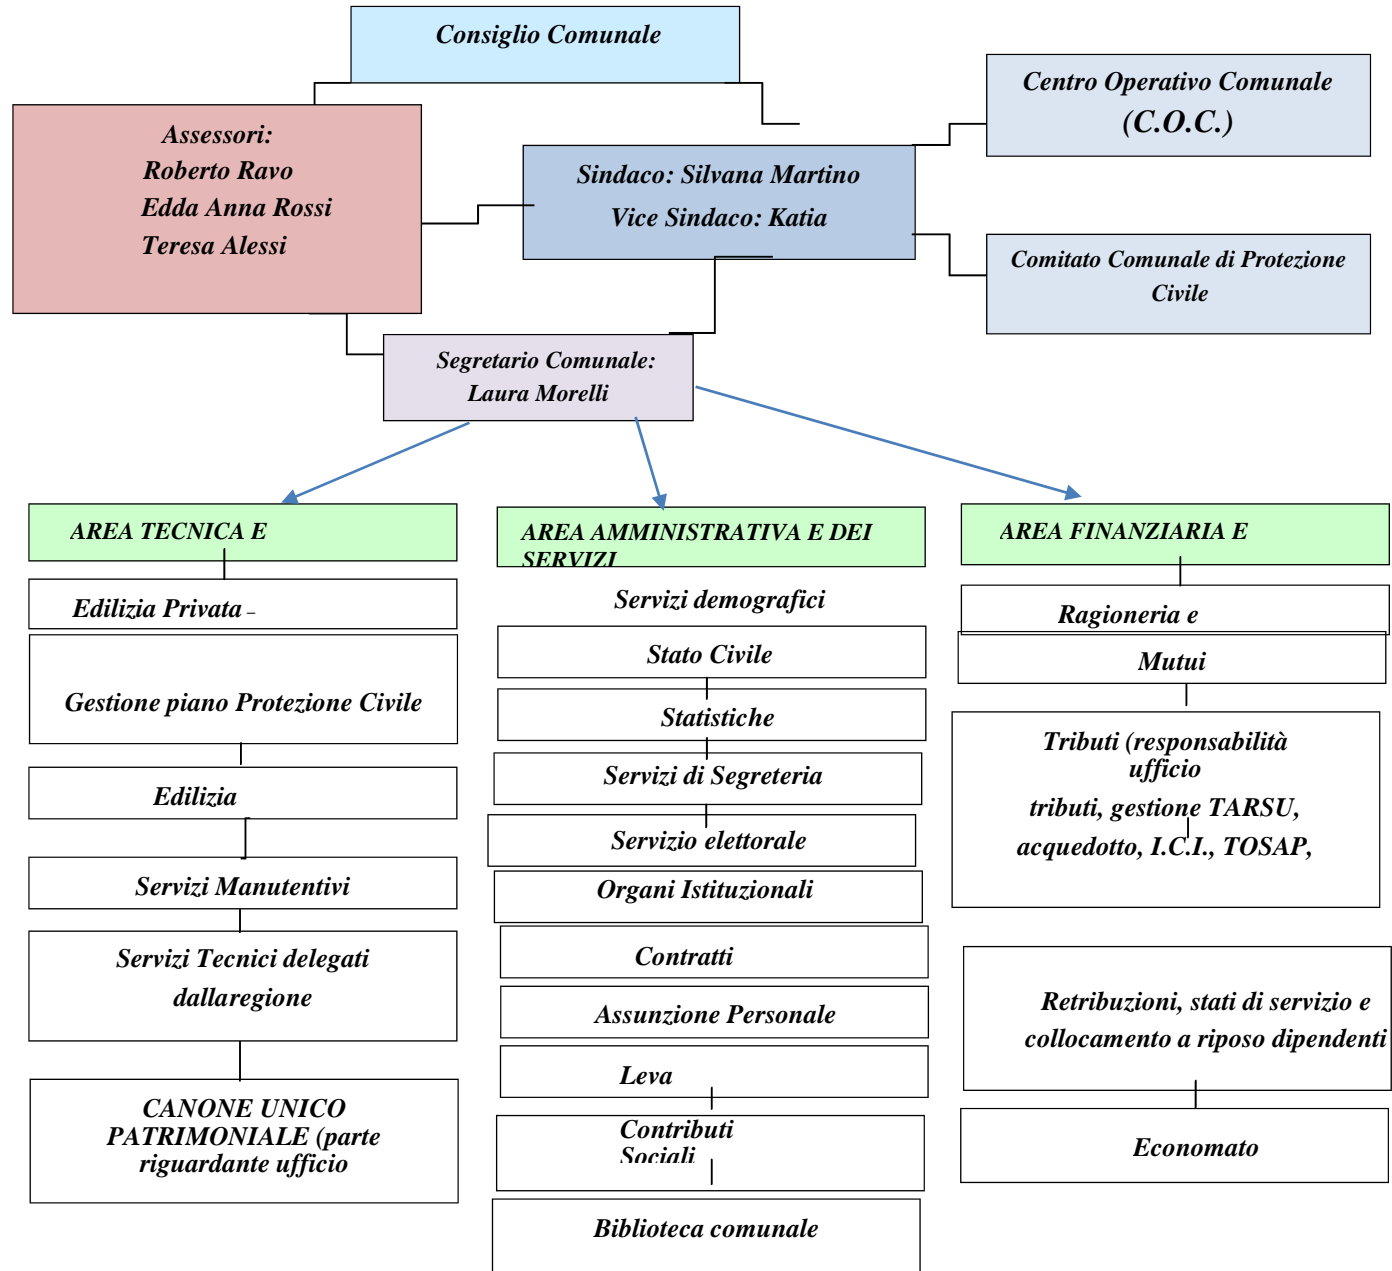 Consiglio Comunale
Centro Operativo Comunale
(C.O.C.)
Assessori:
Roberto Ravo
Edda Anna Rossi
Teresa Alessi
Sindaco: Silvana Martino
Vice Sindaco: Katia
Comitato Comunale di Protezione
Civile
Segretario Comunale:
Laura Morelli
AREA TECNICA E
Edilizia Privata –
Gestione piano Protezione Civile
Edilizia
Servizi Manutentivi
Servizi Tecnici delegati
dallaregione
CANONE UNICO
PATRIMONIALE (parte
riguardante ufficio
AREA AMMINISTRATIVA E DEI
SERVIZI
Servizi demografici
Stato Civile
Statistiche
Servizi di Segreteria
Servizio elettorale
Organi Istituzionali
Contratti
Assunzione Personale
Leva
Contributi
Sociali
Biblioteca comunale
AREA FINANZIARIA E
Ragioneria e
Mutui
Tributi (responsabilità
ufficio
tributi, gestione TARSU,
acquedotto, I.C.I., TOSAP,
Retribuzioni, stati di servizio e
collocamento a riposo dipendenti
Economato